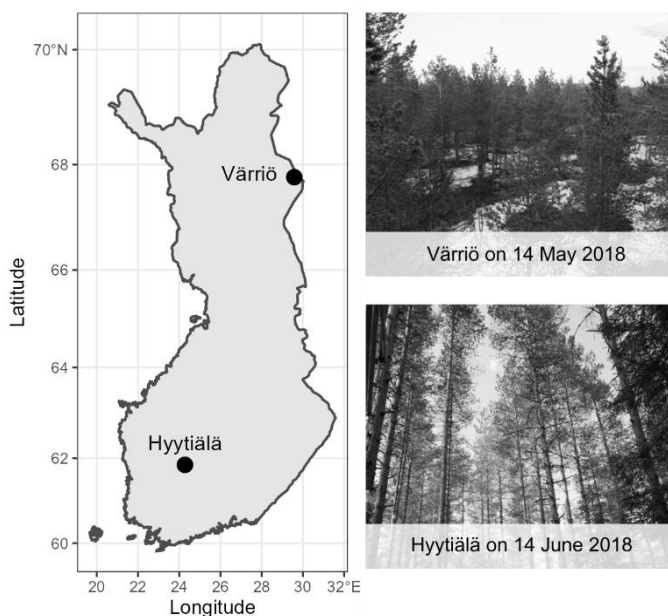 70°N
68
66
64
62
60
Latitude
Värriö
Hyytiälä
20
22
24
26
28
30
32°E
Longitude
Värriö on 14 May 2018
Hyytiälä on 14 June 2018